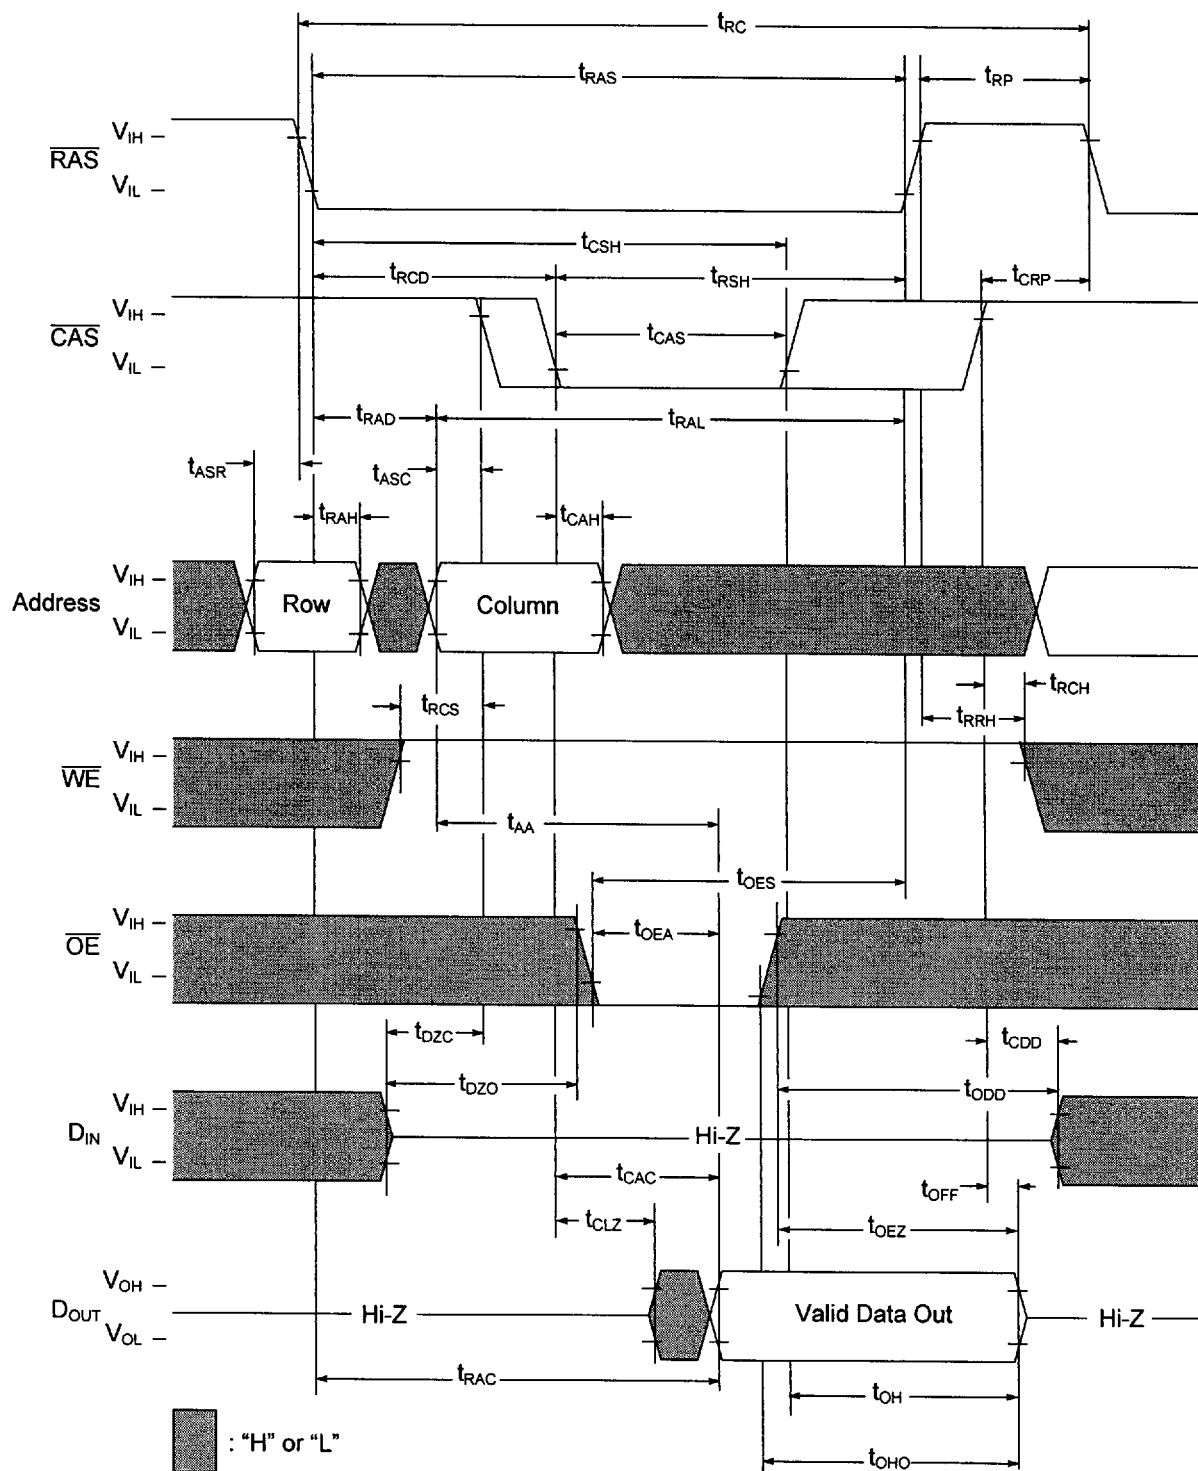 tRC
tRAS
tRP
VIH
RAS
VIL
tCSH
tRCD
tRSH
tCRP
VIH
CAS
tCAS
VIL
tRAD
tRAL
tASR
tASC
tRAH
tCAH
VIH
Address
Row
Column
VIL
tRCS
tRCH
tRRH
VIH
WE
VIL
tAA
tOES
VIH
OE
tOEA
VIL
tDZC
tCDD
tDZO
tODD
VIH
DIN
Hi-Z
VIL
tCAC
tOFF
tCLZ
tOEZ
VOH
DOUT
Hi-Z
Valid Data Out
Hi-Z
VOL
tRAC
tOH
: "H" or "L"
tOHO